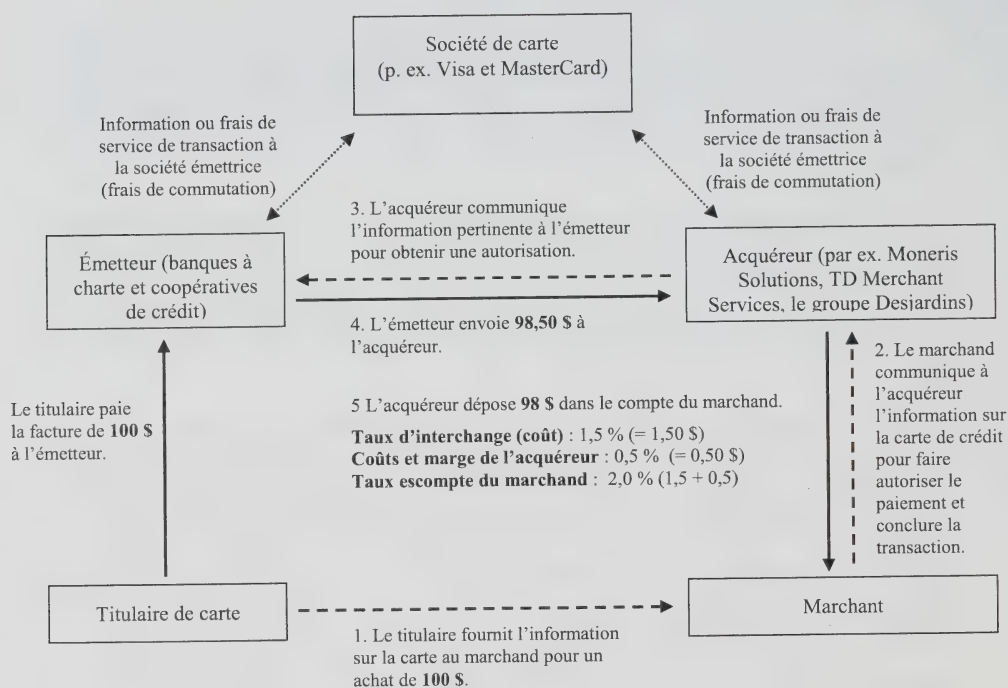 Société de carte
(p. ex. Visa et MasterCard)
Information ou frais de
service de transaction à
la société émettrice
(frais de commutation)
Information ou frais de
service de transaction à
la société émettrice
(frais de commutation)
3. L’acquéreur communique
l’information pertinente à l’émetteur
pour obtenir une autorisation.
Émetteur (banques à
charte et coopératives
de crédit)
Acquéreur (par ex. Moneris
Solutions, TD Merchant
Services, le groupe Desjardins)
4. L’émetteur envoie 98,50 $ à
l’acquéreur.
2. Le marchand
communique à
l’acquéreur
l’information sur
la carte de crédit
pour faire
autoriser le
paiement et
conclure la
transaction.
Le titulaire paie
la facture de 100 $
à l’émetteur.
5 L’acquéreur dépose 98 $ dans le compte du marchand.
Taux d’interchange (coût) : 1,5 % (= 1,50 $)
Coûts et marge de l’acquéreur : 0,5 % (= 0,50 $)
Taux escompte du marchand : 2,0 % (1,5 + 0,5)
Titulaire de carte
Marchant
1. Le titulaire fournit l’information
sur la carte au marchand pour un
achat de 100 $.